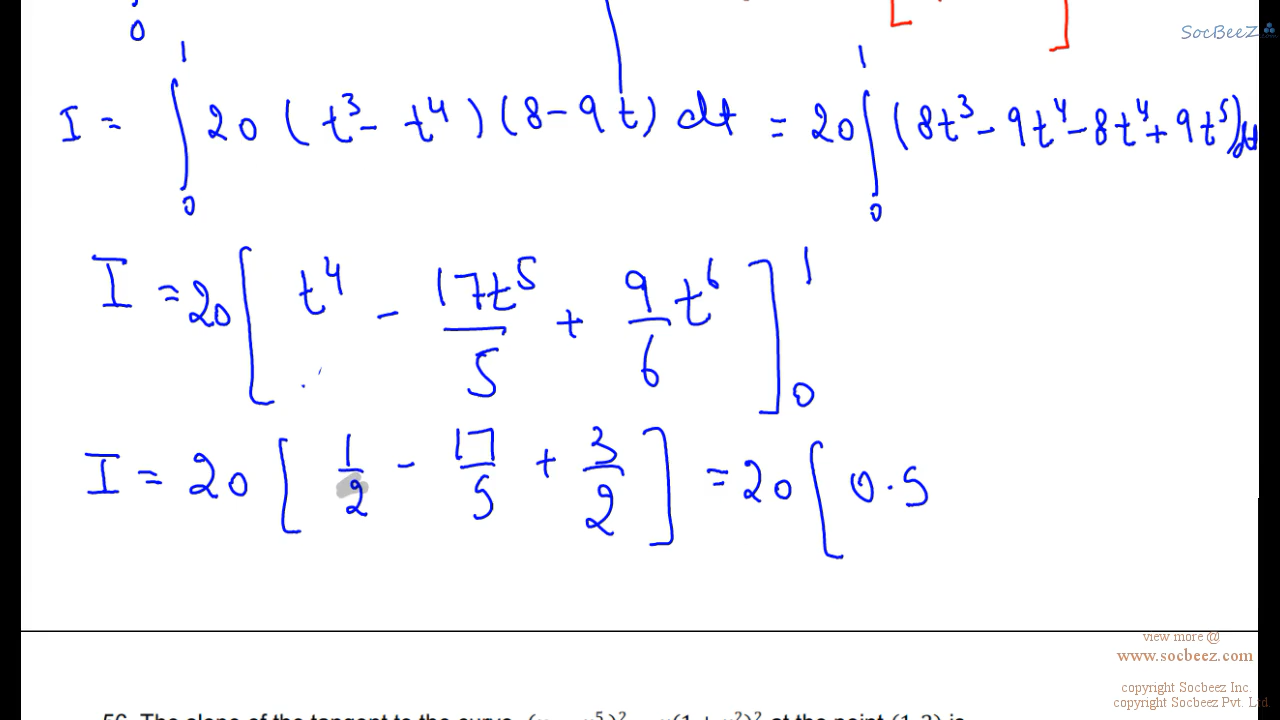 0
SocBeeZ
I = ∫₀¹ 20 (t³ - t⁴)(8 - 9t) dt = 20 ∫₀¹ (8t³ - 9t⁴ - 8t⁴ + 9t⁵)dt
I = 20 [ t⁴ - 17t⁵/5 + 9/6 t⁶ ]₀¹
I = 20 [ 1/2 - 17/5 + 3/2 ] = 20 [ 0.5
view more @
www.socbeez.com
copyright Socbeez Inc.
copyright Socbeez Pvt. Ltd.